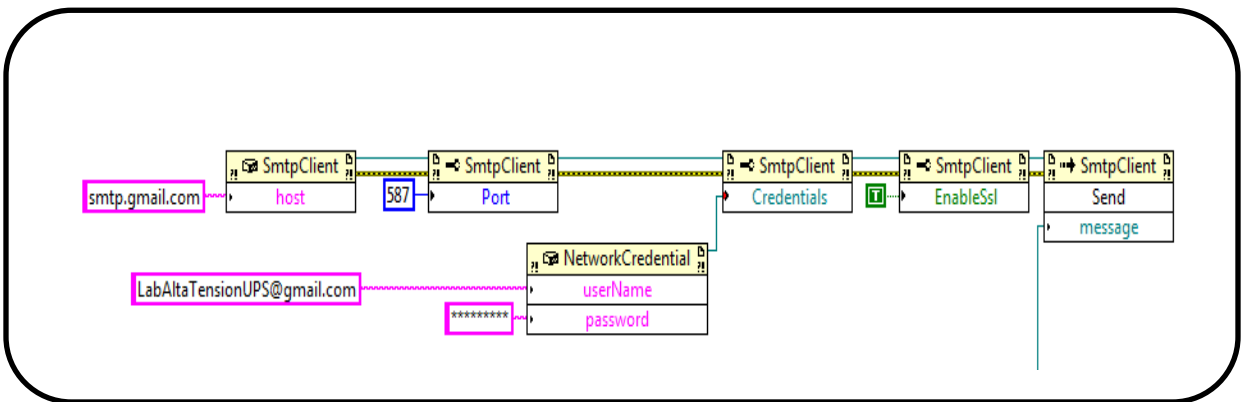 SmtpClient
SmtpClient
SmtpClient
SmtpClient
SmtpClient
smtp.gmail.com
host
587
Port
Credentials
T
EnableSsl
Send
message
NetworkCredential
LabAltaTensionUPS@gmail.com
userName
*********
password